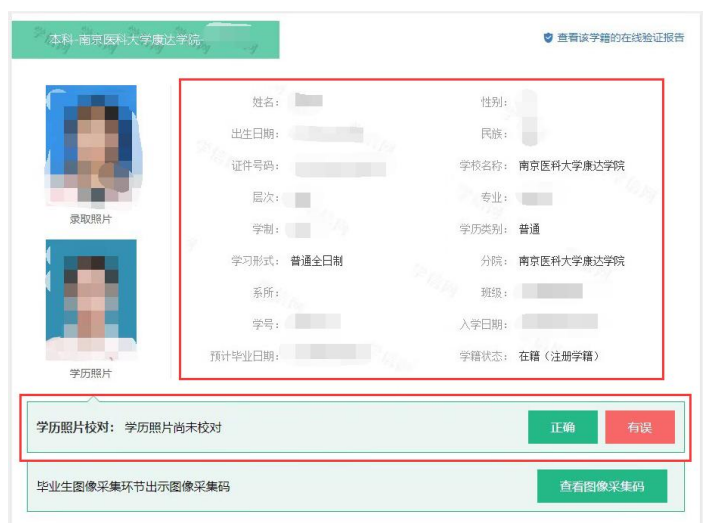 本科-南京医科大学康达学院-
查看该学籍的在线验证报告
姓名：
性别：
出生日期：
民族：
证件号码：
学校名称： 南京医科大学康达学院
层次：
专业：
学制：
学历类别： 普通
学习形式： 普通全日制
分院： 南京医科大学康达学院
系所：
班级：
学号：
入学日期：
预计毕业日期：
学籍状态： 在籍（注册学籍）
录取照片
学历照片
学历照片校对： 学历照片尚未校对
正确
有误
毕业生图像采集环节出示图像采集码
查看图像采集码